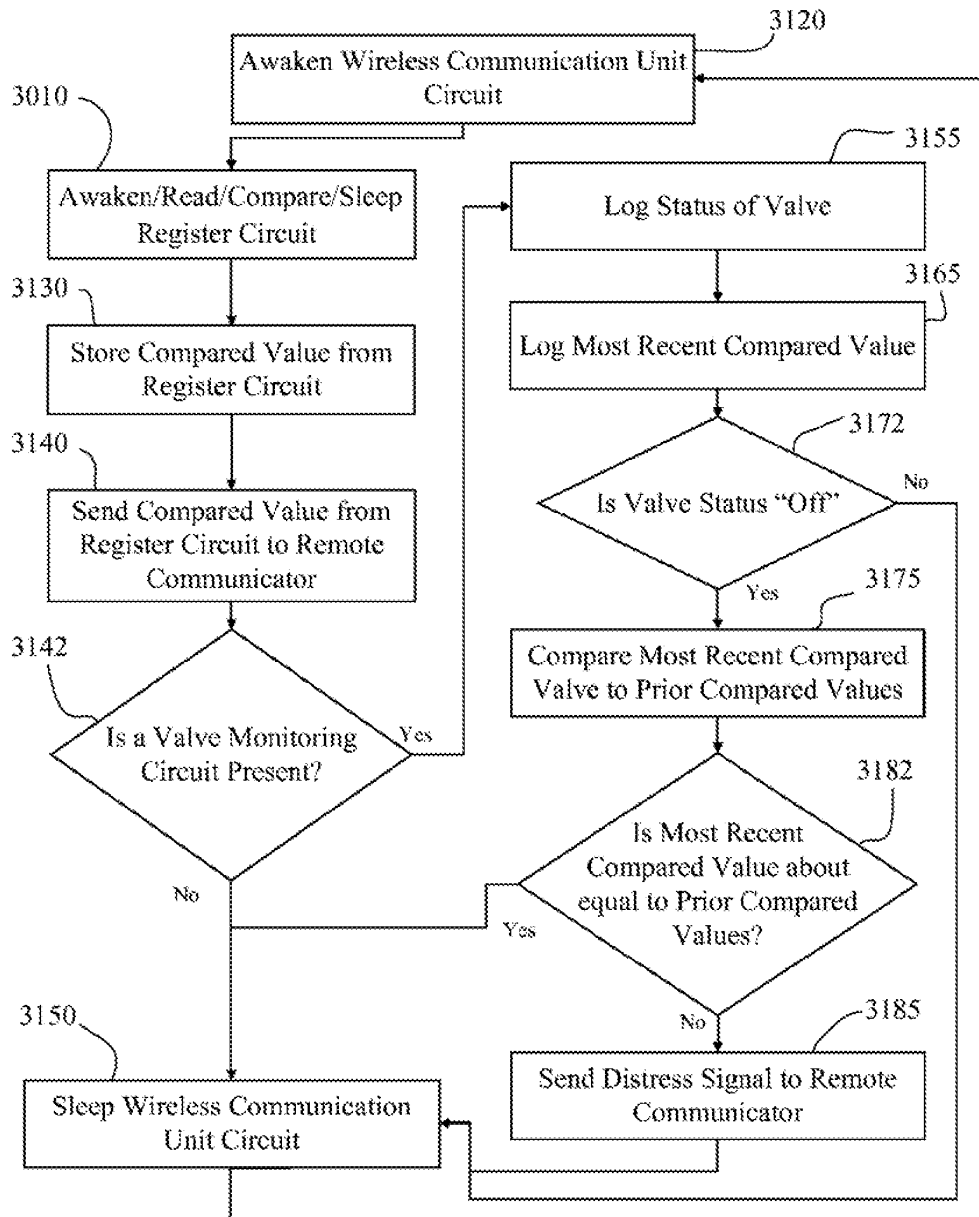 3120
Awaken Wireless Communication Unit
Circuit
3010
Awaken/Read/Compare/Sleep
Register Circuit
3130
Store Compared Value from
Register Circuit
3140
Send Compared Value from
Register Circuit to Remote
Communicator
3142
Is a Valve Monitoring
Circuit Present?
Yes
No
3155
Log Status of Valve
3165
Log Most Recent Compared Value
3172
Is Valve Status “Off”
No
Yes
3175
Compare Most Recent Compared
Valve to Prior Compared Values
3182
Is Most Recent
Compared Value about
equal to Prior Compared
Values?
Yes
No
3185
Send Distress Signal to Remote
Communicator
3150
Sleep Wireless Communication
Unit Circuit